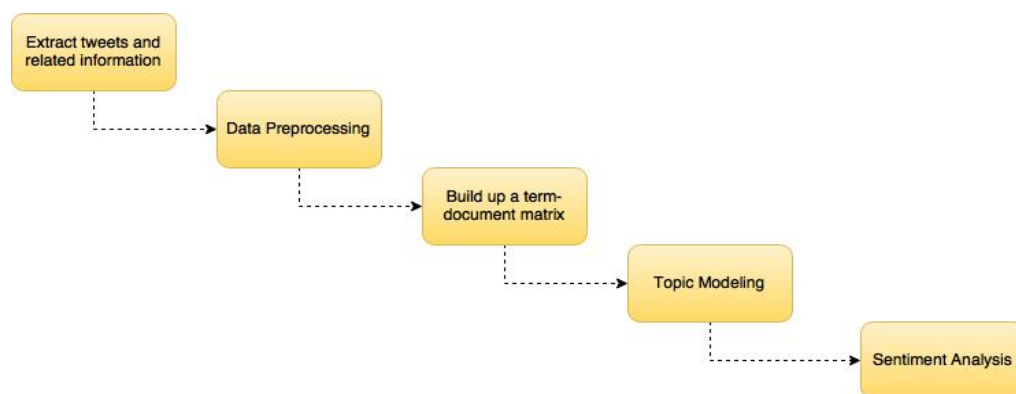 Extract tweets and
related information
Data Preprocessing
Build up a term-
document matrix
Topic Modeling
Sentiment Analysis